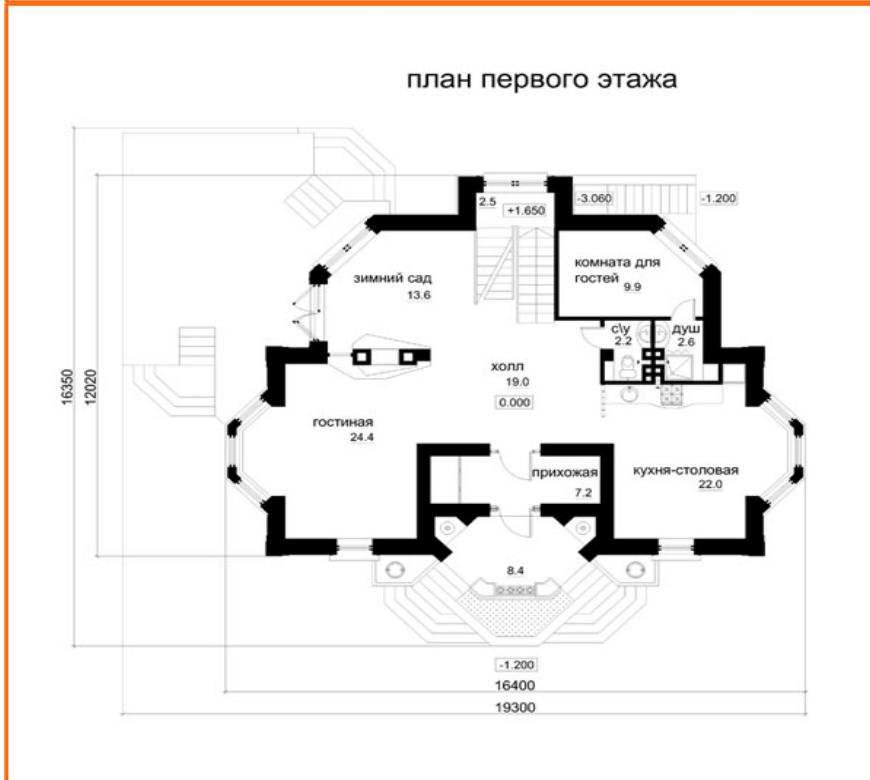 план первого этажа
2.5
+1.650
-3.060
-1.200
зимний сад
13.6
комната для
гостей
9.9
с\у
2.2
душ
2.6
16350
12020
холл
19.0
0.000
гостиная
24.4
прихожая
7.2
кухня-столовая
22.0
8.4
-1.200
16400
19300